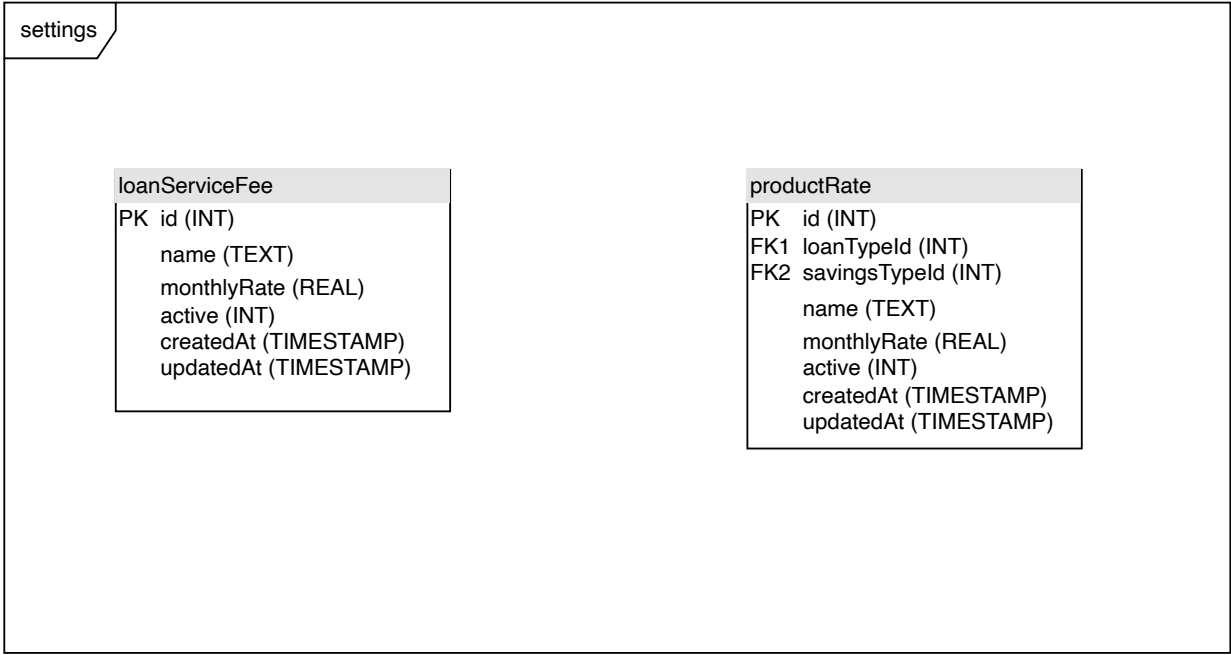 settings
loanServiceFee
PK id (INT)
name (TEXT)
monthlyRate (REAL)
active (INT)
createdAt (TIMESTAMP)
updatedAt (TIMESTAMP)
productRate
PK id (INT)
FK1 loanTypeId (INT)
FK2 savingsTypeId (INT)
name (TEXT)
monthlyRate (REAL)
active (INT)
createdAt (TIMESTAMP)
updatedAt (TIMESTAMP)